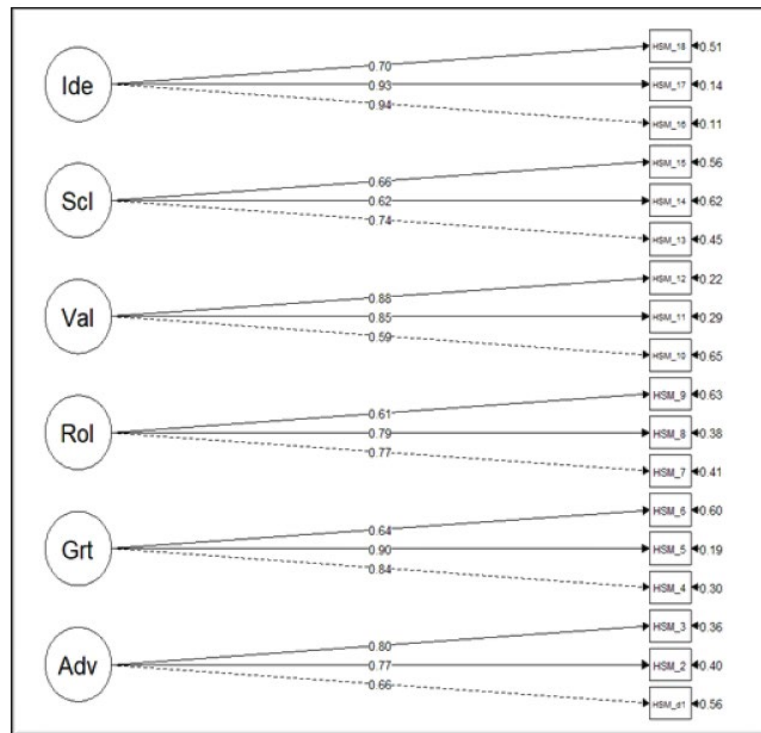 HSM_18 0.51
0.70
Ide 0.93 HSM_17 0.14
0.94
HSM_16 0.11
HSM_15 0.56
0.66
Scl 0.62 HSM_14 0.62
0.74
HSM_13 0.45
HSM_12 0.22
0.88
Val 0.85 HSM_11 0.29
0.59
HSM_10 0.65
HSM_9 0.63
0.61
Rol 0.79 HSM_8 0.38
0.77
HSM_7 0.41
HSM_6 0.60
0.64
Grt 0.90 HSM_5 0.19
0.84
HSM_4 0.30
HSM_3 0.36
0.80
Adv 0.77 HSM_2 0.40
0.66
HSM_d1 0.56